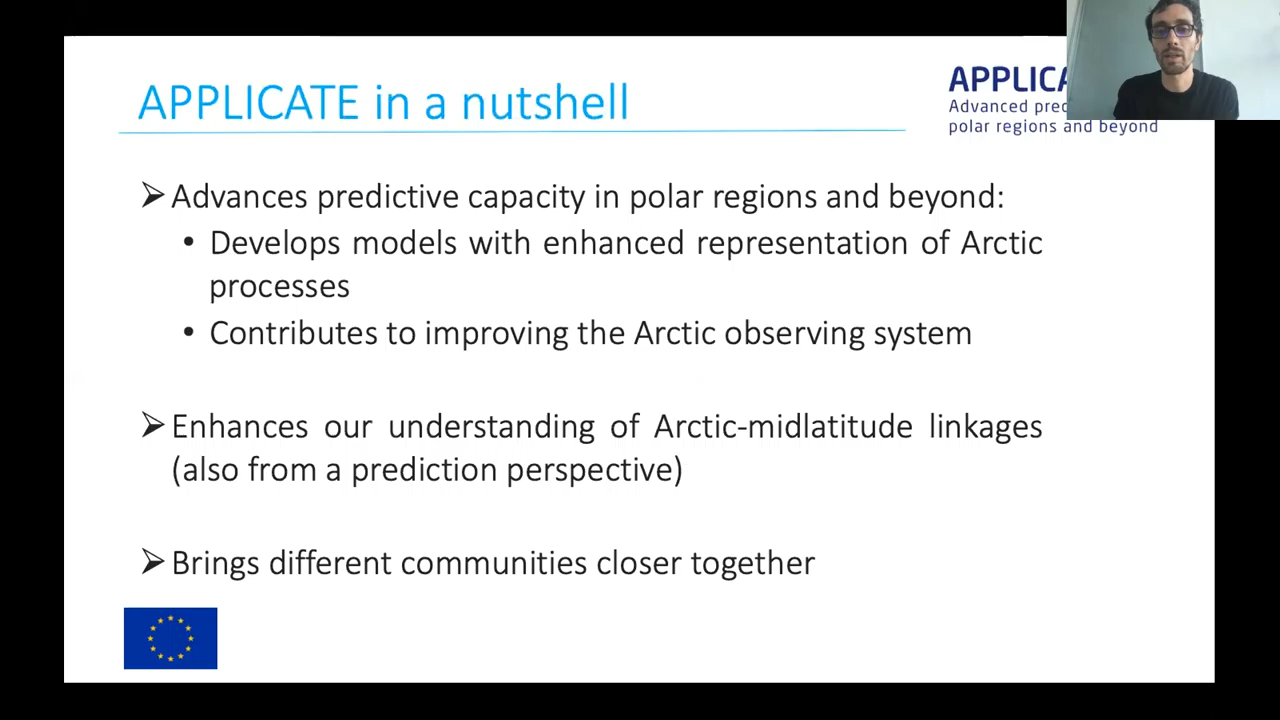 APPLICATE in a nutshell
Advanced
polar regions and beyond
➢ Advances predictive capacity in polar regions and beyond:
• Develops models with enhanced representation of Arctic
processes
• Contributes to improving the Arctic observing system
➢ Enhances our understanding of Arctic-midlatitude linkages
(also from a prediction perspective)
➢ Brings different communities closer together